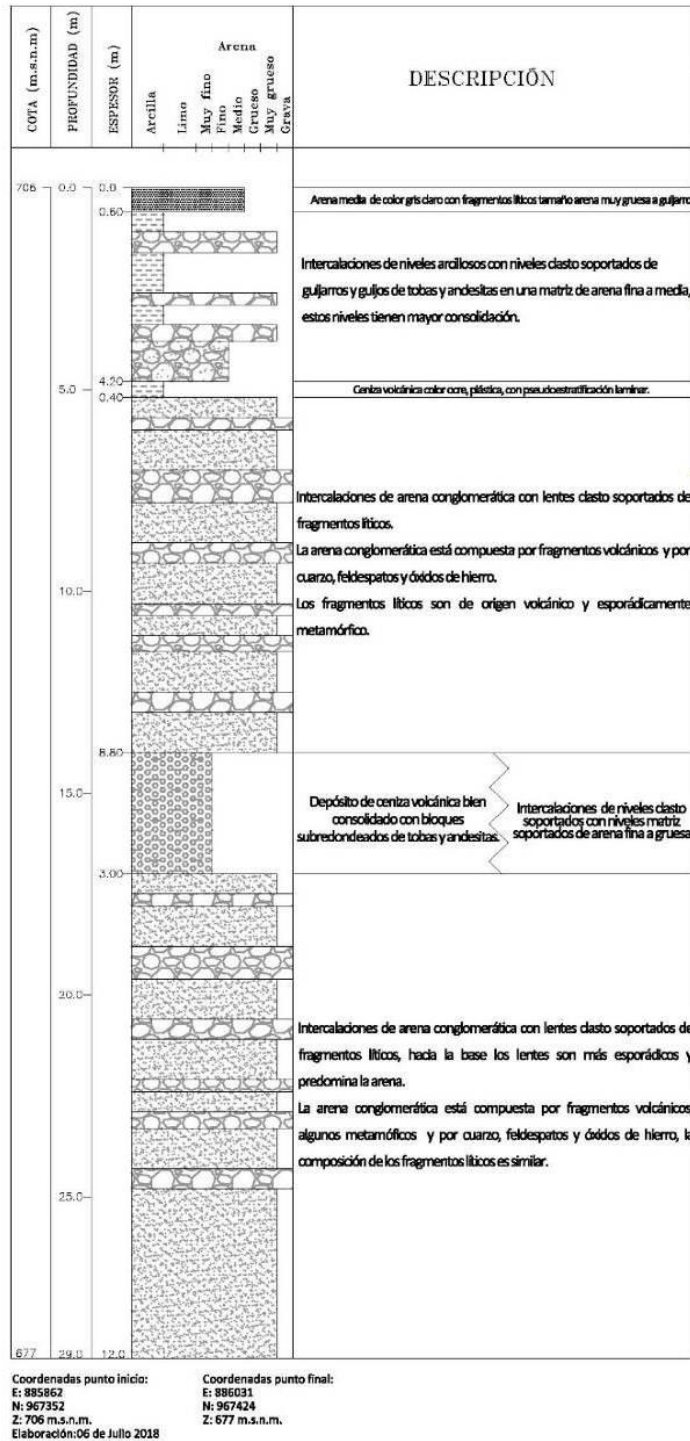 COTA (m.s.n.m)
PROFUNDIDAD (m)
ESPESOR (m)
Arena
Arcilla
Limo
Muy fino
Fino
Medio
Grueso
Muy grueso
Grava
DESCRIPCIÓN
706 0.0 0.0
Arena media de color gris claro con fragmentos líticos tamaño arena muy gruesa a guijarro
0.60
Intercalaciones de niveles arcillosos con niveles clasto soportados de
guijarros y guijos de tobas y andesitas en una matriz de arena fina a media,
estos niveles tienen mayor consolidación.
4.20
5.0
Ceniza volcánica color ocre, plástica, con pseudoestratificación laminar.
0.40
Intercalaciones de arena conglomerática con lentes clasto soportados de
fragmentos líticos.
La arena conglomerática está compuesta por fragmentos volcánicos y por
cuarzo, feldespatos y óxidos de hierro.
10.0
Los fragmentos líticos son de origen volcánico y esporádicamente
metamórfico.
8.80
15.0
Depósito de ceniza volcánica bien
consolidado con bloques
subredondeados de tobas y andesitas.
Intercalaciones de niveles clasto
soportados con niveles matriz
soportados de arena fina a gruesa
3.00
20.0
Intercalaciones de arena conglomerática con lentes clasto soportados de
fragmentos líticos, hacia la base los lentes son más esporádicos y
predomina la arena.
La arena conglomerática está compuesta por fragmentos volcánicos
algunos metamóficos y por cuarzo, feldespatos y óxidos de hierro, la
composición de los fragmentos líticos es similar.
25.0
677 29.0 12.0
Coordenadas punto inicio:
E: 885862
N: 967352
Z: 706 m.s.n.m.
Elaboración:06 de Julio 2018
Coordenadas punto final:
E: 886031
N: 967424
Z: 677 m.s.n.m.